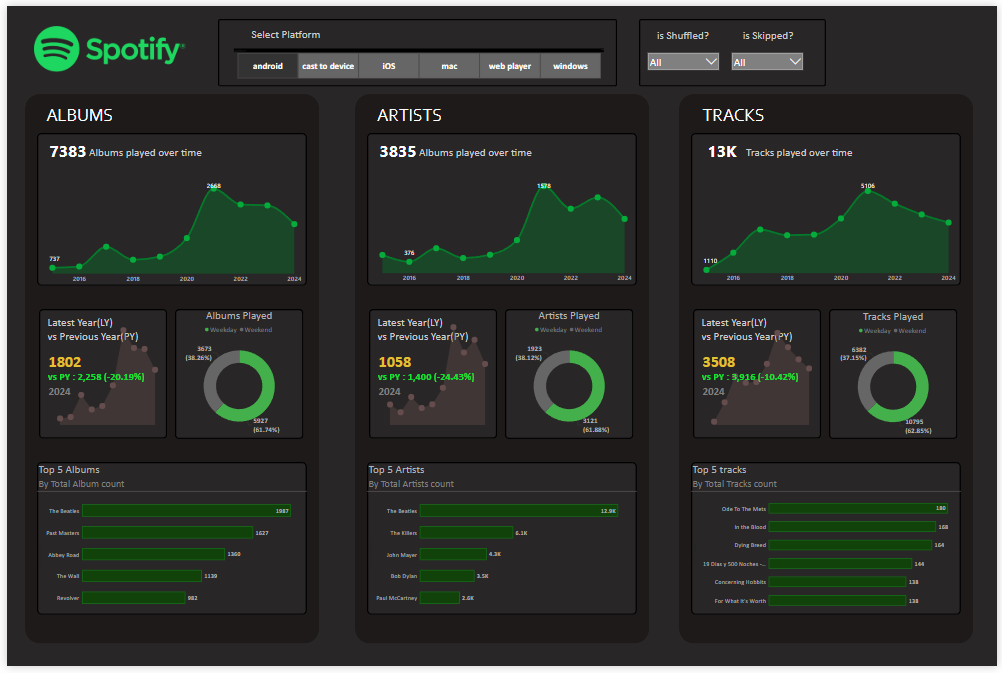 Spotify®
Select Platform
android
cast to device
iOS
mac
web player
windows
is Shuffled?
is Skipped?
All
All
ALBUMS
7383 Albums played over time
2668
737
2016 2018 2020 2022 2024
Latest Year(LY)
vs Previous Year(PY)
1802
vs PY : 2,258 (-20.19%)
2024
Albums Played
Weekday Weekend
3673
(38.26%)
5927
(61.74%)
Top 5 Albums
By Total Album count
The Beatles 1987
Past Masters 1627
Abbey Road 1360
The Wall 1139
Revolver 982
ARTISTS
3835 Albums played over time
1578
376
2016 2018 2020 2022 2024
Latest Year(LY)
vs Previous Year(PY)
1058
vs PY : 1,400 (-24.43%)
2024
Artists Played
Weekday Weekend
1923
(38.12%)
3121
(61.88%)
Top 5 Artists
By Total Artists count
The Beatles 12.9K
The Killers 6.1K
John Mayer 4.3K
Bob Dylan 3.5K
Paul McCartney 2.6K
TRACKS
13K Tracks played over time
5106
1110
2016 2018 2020 2022 2024
Latest Year(LY)
vs Previous Year(PY)
3508
vs PY : 3,916 (-10.42%)
2024
Tracks Played
Weekday Weekend
6382
(37.15%)
10795
(62.85%)
Top 5 tracks
By Total Tracks count
Ode To The Mets 180
In the Blood 168
Dying Breed 164
19 Dias y 500 Noches -... 144
Concerning Hobbits 138
For What It's Worth 138